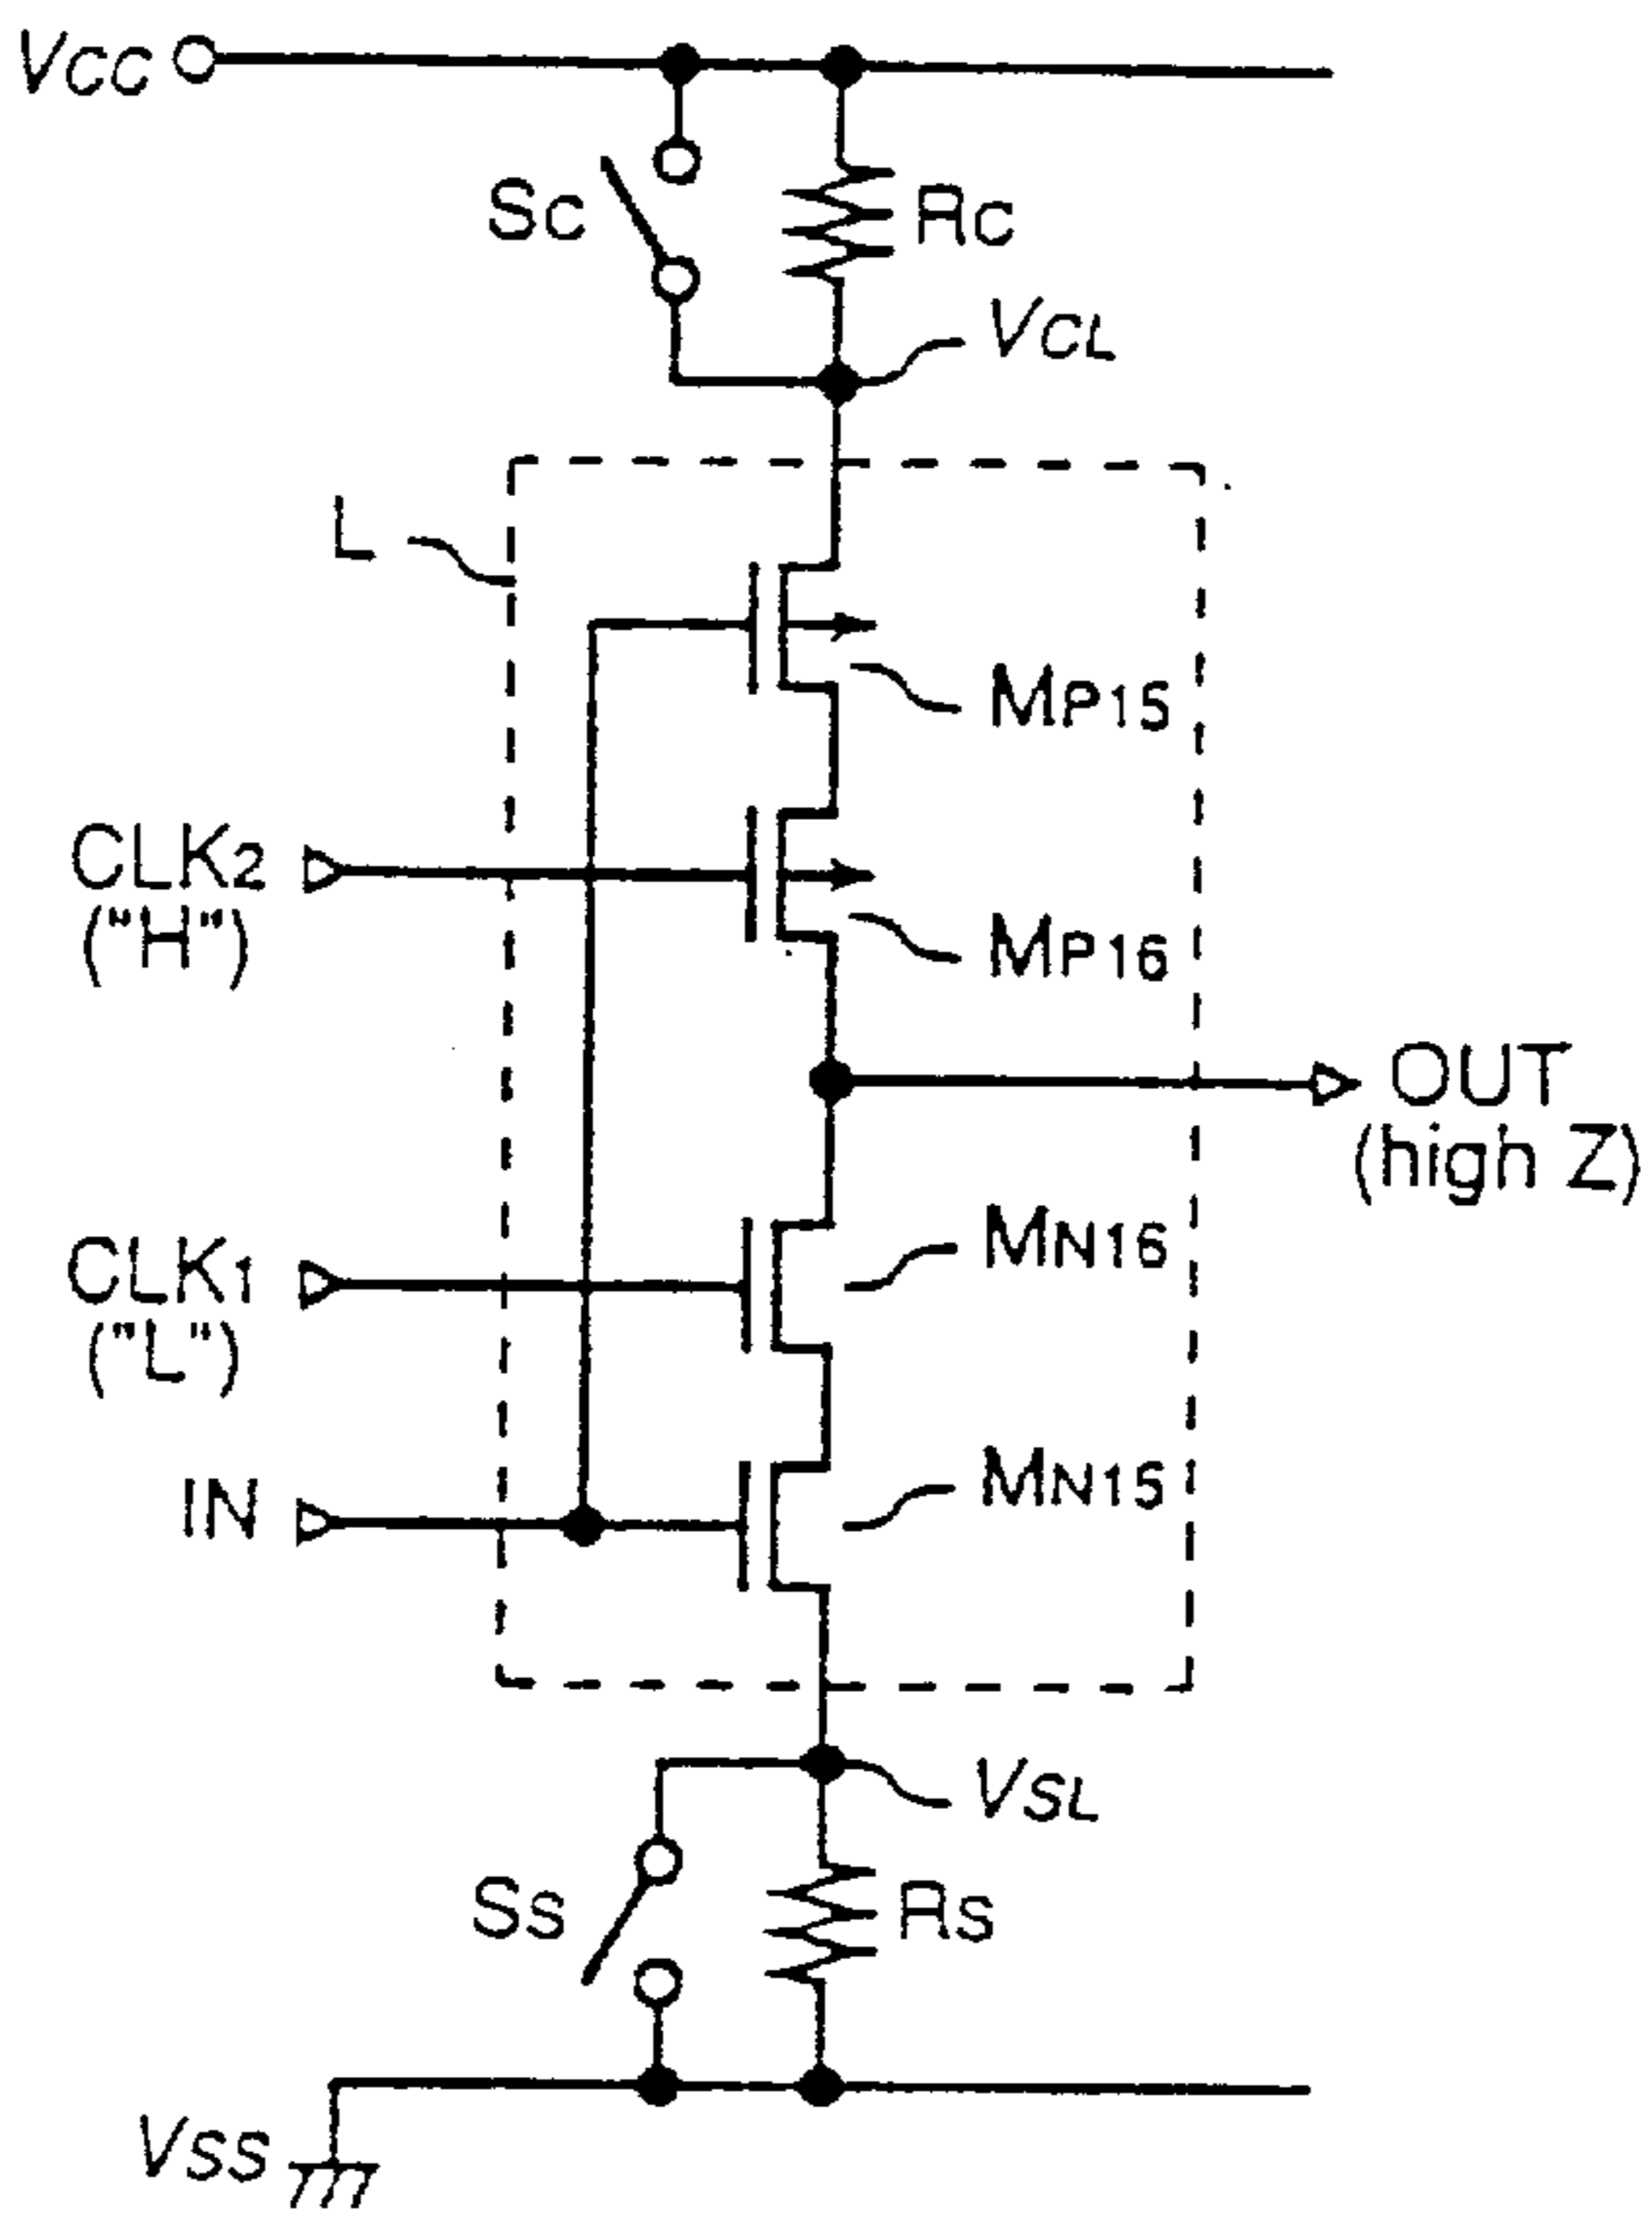 VCC
SC
RC
VCL
L
MP15
CLK2
("H")
MP16
OUT
(high Z)
CLK1
("L")
MN16
IN
MN15
VSL
SS
RS
VSS